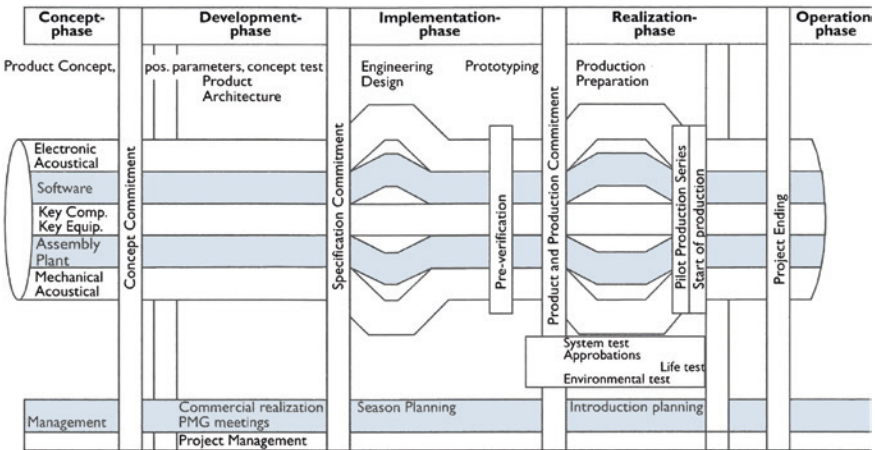 Concept-
phase
Development-
phase
Implementation-
phase
Realization-
phase
Operation-
phase
Product Concept,
pos. parameters, concept test
Product
Architecture
Engineering
Design
Prototyping
Production
Preparation
Electronic
Acoustical
Software
Key Comp.
Key Equip.
Assembly
Plant
Mechanical
Acoustical
Concept Commitment
Specification Commitment
Pre-verification
Product and Production Commitment
Pilot Production Series
Start of production
Project Ending
System test
Approbations
Life test
Environmental test
Management
Commercial realization
PMG meetings
Project Management
Season Planning
Introduction planning